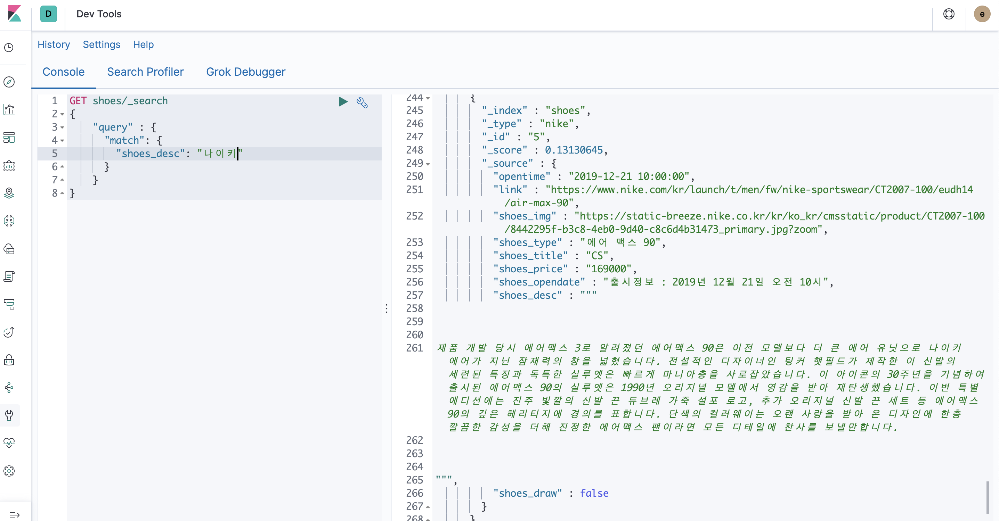 D
Dev Tools
e
History Settings Help
Console Search Profiler Grok Debugger
1 GET shoes/_search
2 {
3 "query" : {
4 "match": {
5 "shoes_desc": "나이키"
6 }
7 }
8 }
244 {
245 "_index" : "shoes",
246 "_type" : "nike",
247 "_id" : "5",
248 "_score" : 0.13130645,
249 "_source" : {
250 "opentime" : "2019-12-21 10:00:00",
251 "link" : "https://www.nike.com/kr/launch/t/men/fw/nike-sportswear/CT2007-100/eudh14
/air-max-90",
252 "shoes_img" : "https://static-breeze.nike.co.kr/kr/ko_kr/cmsstatic/product/CT2007-100
/8442295f-b3c8-4eb0-9d40-c8c6d4b31473_primary.jpg?zoom",
253 "shoes_type" : "에어 맥스 90",
254 "shoes_title" : "CS",
255 "shoes_price" : "169000",
256 "shoes_opendate" : "출시정보 : 2019년 12월 21일 오전 10시",
257 "shoes_desc" : """
258
259
260
261 제품 개발 당시 에어맥스 3로 알려졌던 에어맥스 90은 이전 모델보다 더 큰 에어 유닛으로 나이키
에어가 지닌 잠재력의 창을 넓혔습니다. 전설적인 디자이너인 팅커 햇필드가 제작한 이 신발의
세련된 특징과 독특한 실루엣은 빠르게 마니아층을 사로잡았습니다. 이 아이콘의 30주년을 기념하여
출시된 에어맥스 90의 실루엣은 1990년 오리지널 모델에서 영감을 받아 재탄생했습니다. 이번 특별
에디션에는 진주 빛깔의 신발 끈 듀브레 가죽 설포 로고, 추가 오리지널 신발 끈 세트 등 에어맥스
90의 깊은 헤리티지에 경의를 표합니다. 단색의 컬러웨이는 오랜 사랑을 받아 온 디자인에 한층
깔끔한 감성을 더해 진정한 에어맥스 팬이라면 모든 디테일에 찬사를 보낼만합니다.
262
263
264
265 """,
266 "shoes_draw" : false
267 }
268 }